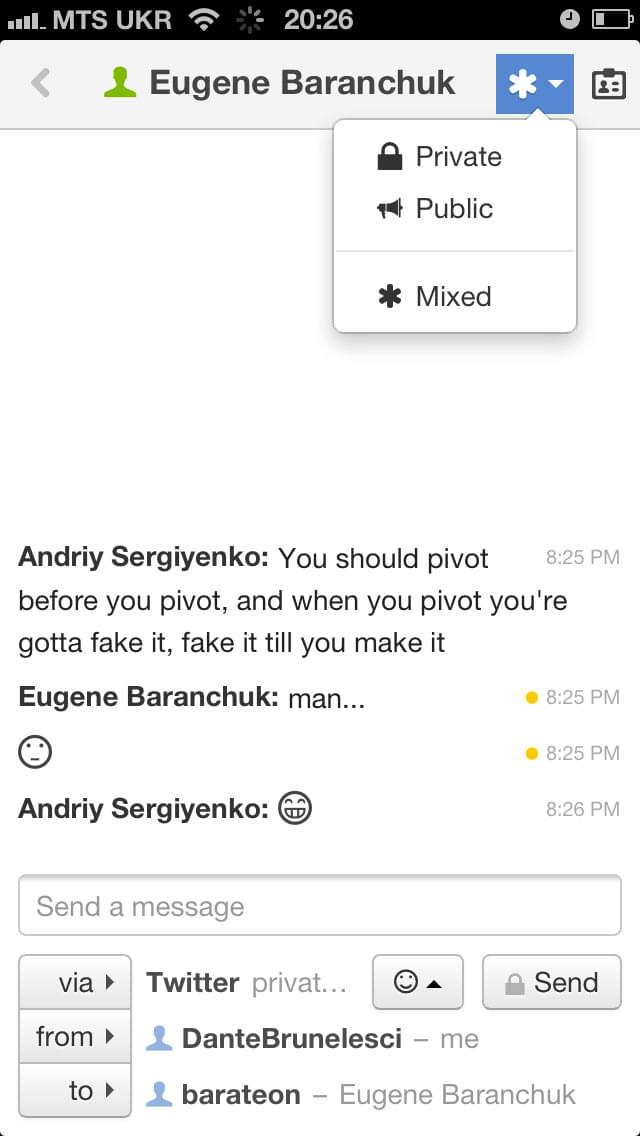 MTS UKR 20:26
Eugene Baranchuk
Private
Public
Mixed
Andriy Sergiyenko: You should pivot 8:25 PM
before you pivot, and when you pivot you're
gotta fake it, fake it till you make it
Eugene Baranchuk: man... 8:25 PM
8:25 PM
Andriy Sergiyenko: 8:26 PM
Send a message
via Twitter privat... Send
from DanteBrunelesci – me
to barateon – Eugene Baranchuk